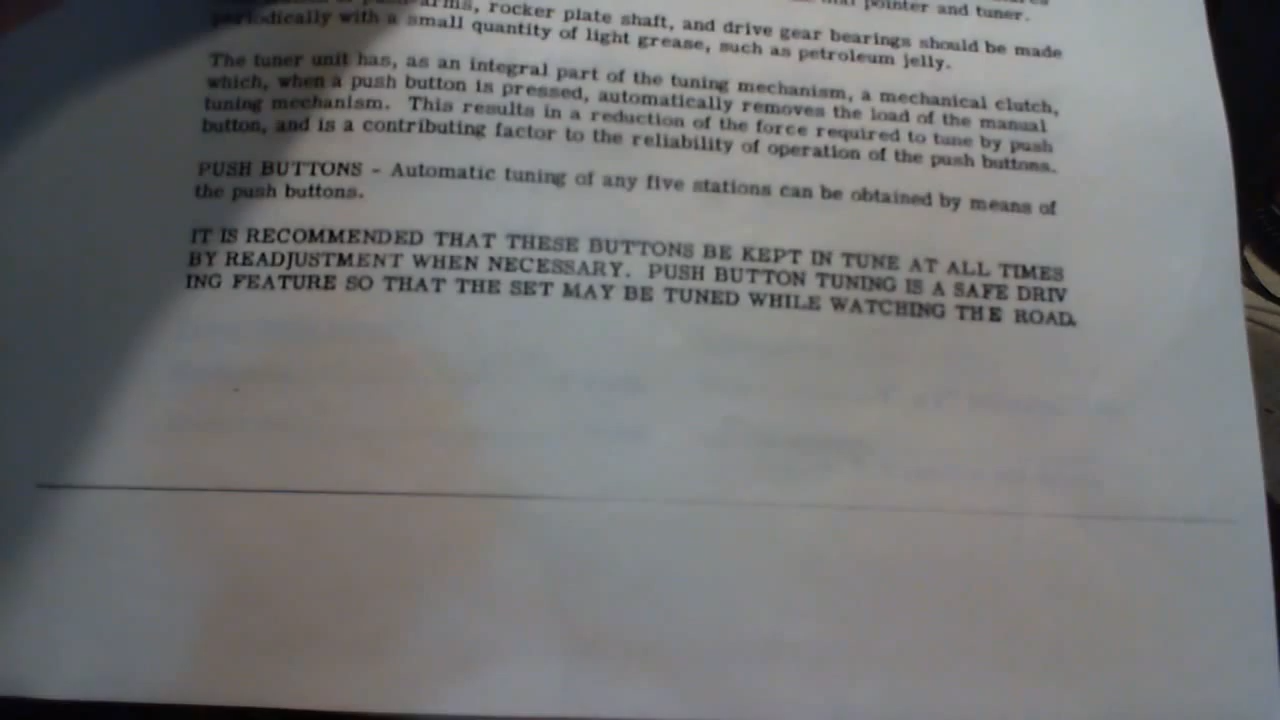 pointer and tuner.
arms, rocker plate shaft, and drive gear bearings should be made
periodically with a small quantity of light grease, such as petroleum jelly.
The tuner unit has, as an integral part of the tuning mechanism, a mechanical clutch,
which, when a push button is pressed, automatically removes the load of the manual
tuning mechanism. This results in a reduction of the force required to tune by push
button, and is a contributing factor to the reliability of operation of the push buttons.
PUSH BUTTONS - Automatic tuning of any five stations can be obtained by means of
the push buttons.
IT IS RECOMMENDED THAT THESE BUTTONS BE KEPT IN TUNE AT ALL TIMES
BY READJUSTMENT WHEN NECESSARY. PUSH BUTTON TUNING IS A SAFE DRIV
ING FEATURE SO THAT THE SET MAY BE TUNED WHILE WATCHING THE ROAD.